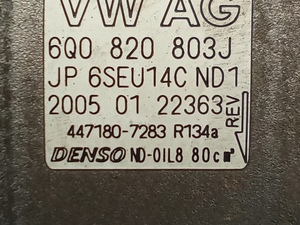 VW AG
6Q0 820 803J
JP 6SEU14C ND1
2005 01 22363
REV
447180-7283 R134a
DENSO ND-OIL8 80cm³